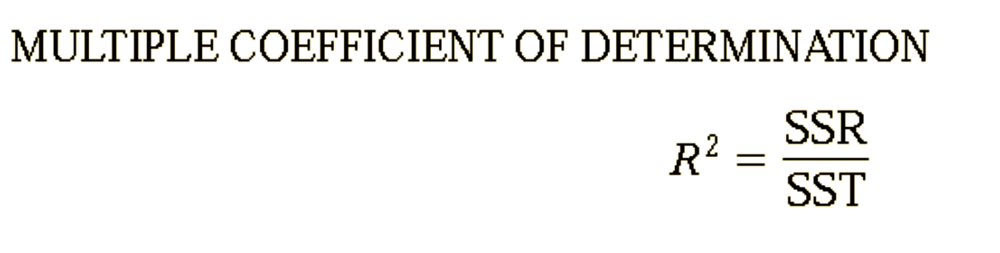 MULTIPLE COEFFICIENT OF DETERMINATION
R² = SSR / SST